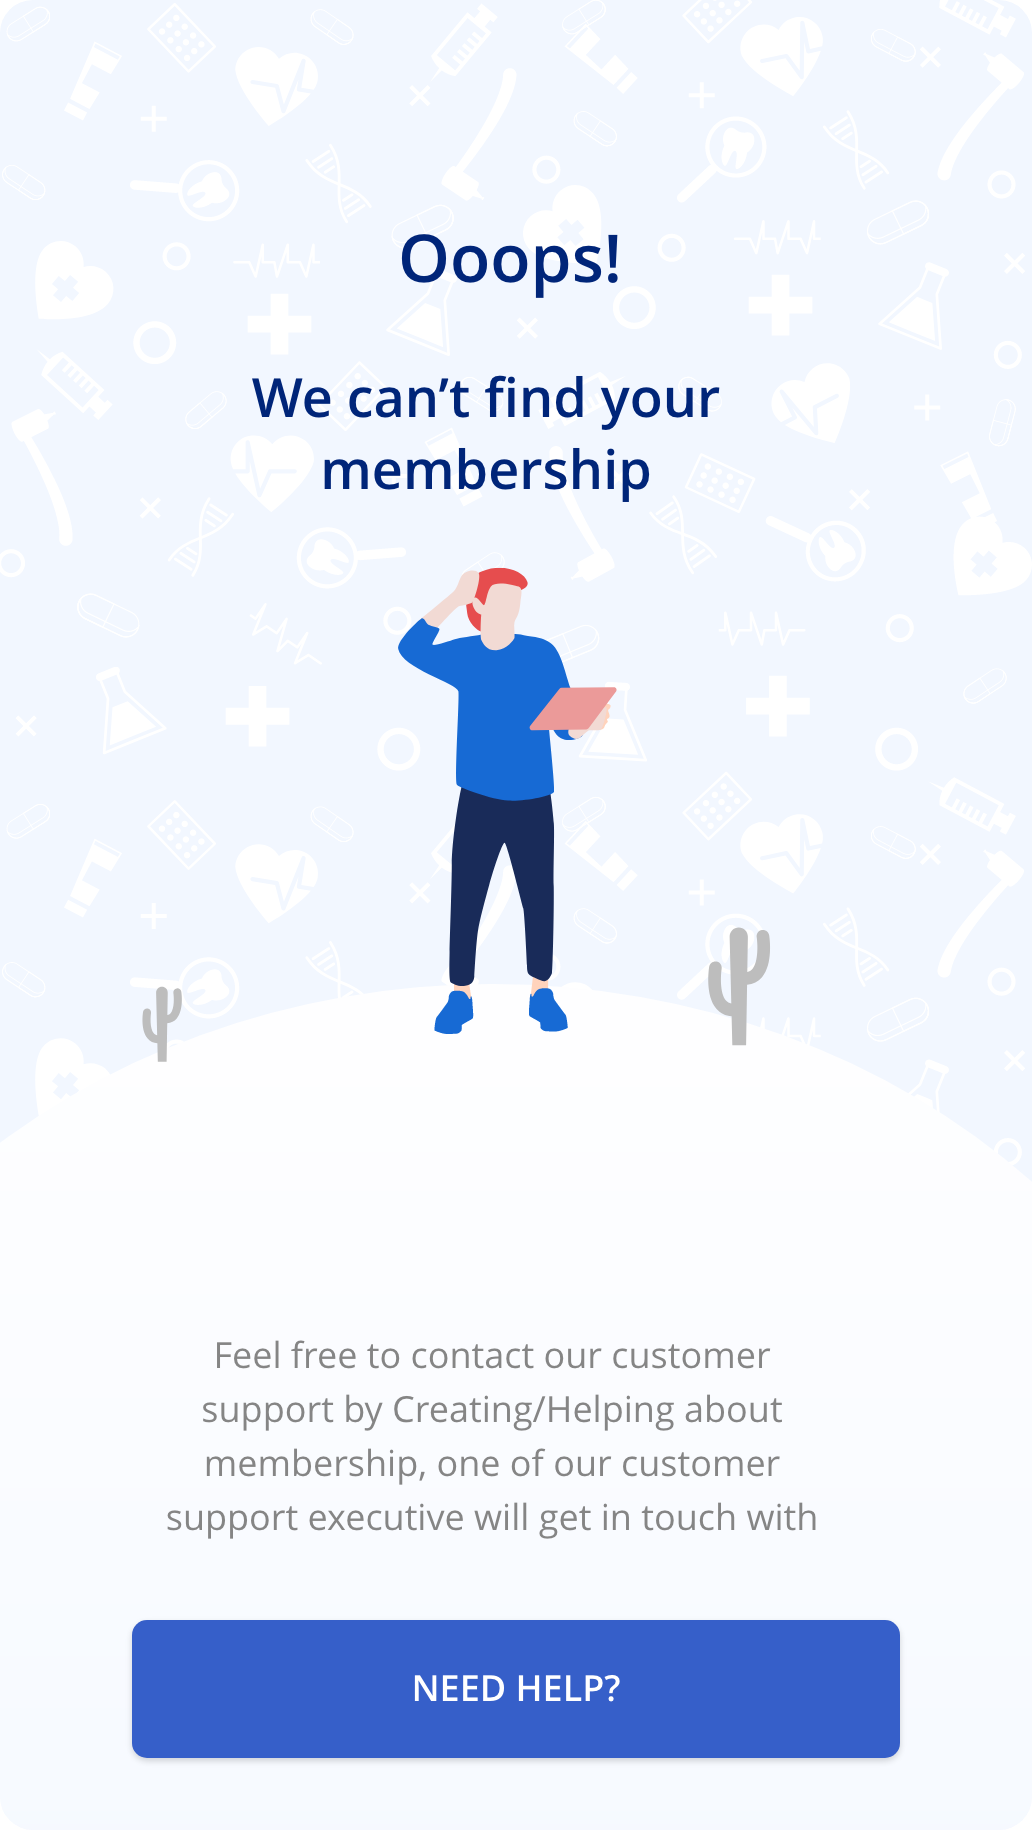 Ooops!
We can’t find your
membership
Feel free to contact our customer
support by Creating/Helping about
membership, one of our customer
support executive will get in touch with
NEED HELP?